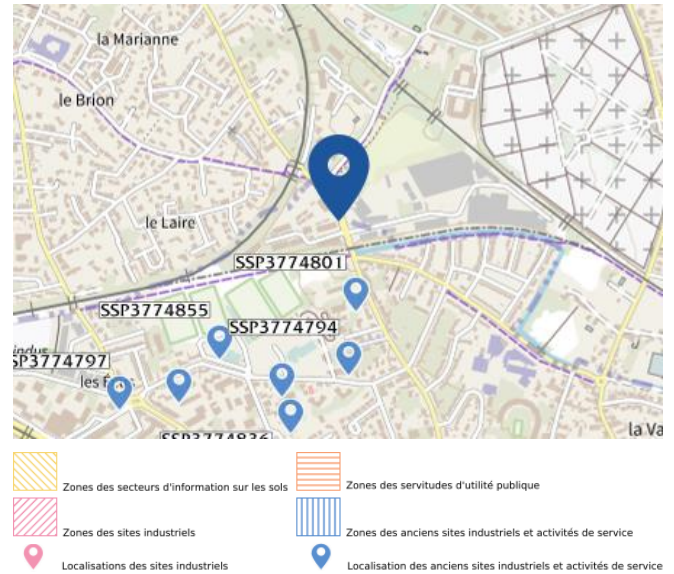 la Marianne
le Brion
le Laire
SSP3774801
SSP3774855
SSP3774794
SP3774797
les
SSP3774836
la Va
Zones des secteurs d'information sur les sols
Zones des servitudes d'utilité publique
Zones des sites industriels
Zones des anciens sites industriels et activités de service
Localisations des sites industriels
Localisation des anciens sites industriels et activités de service